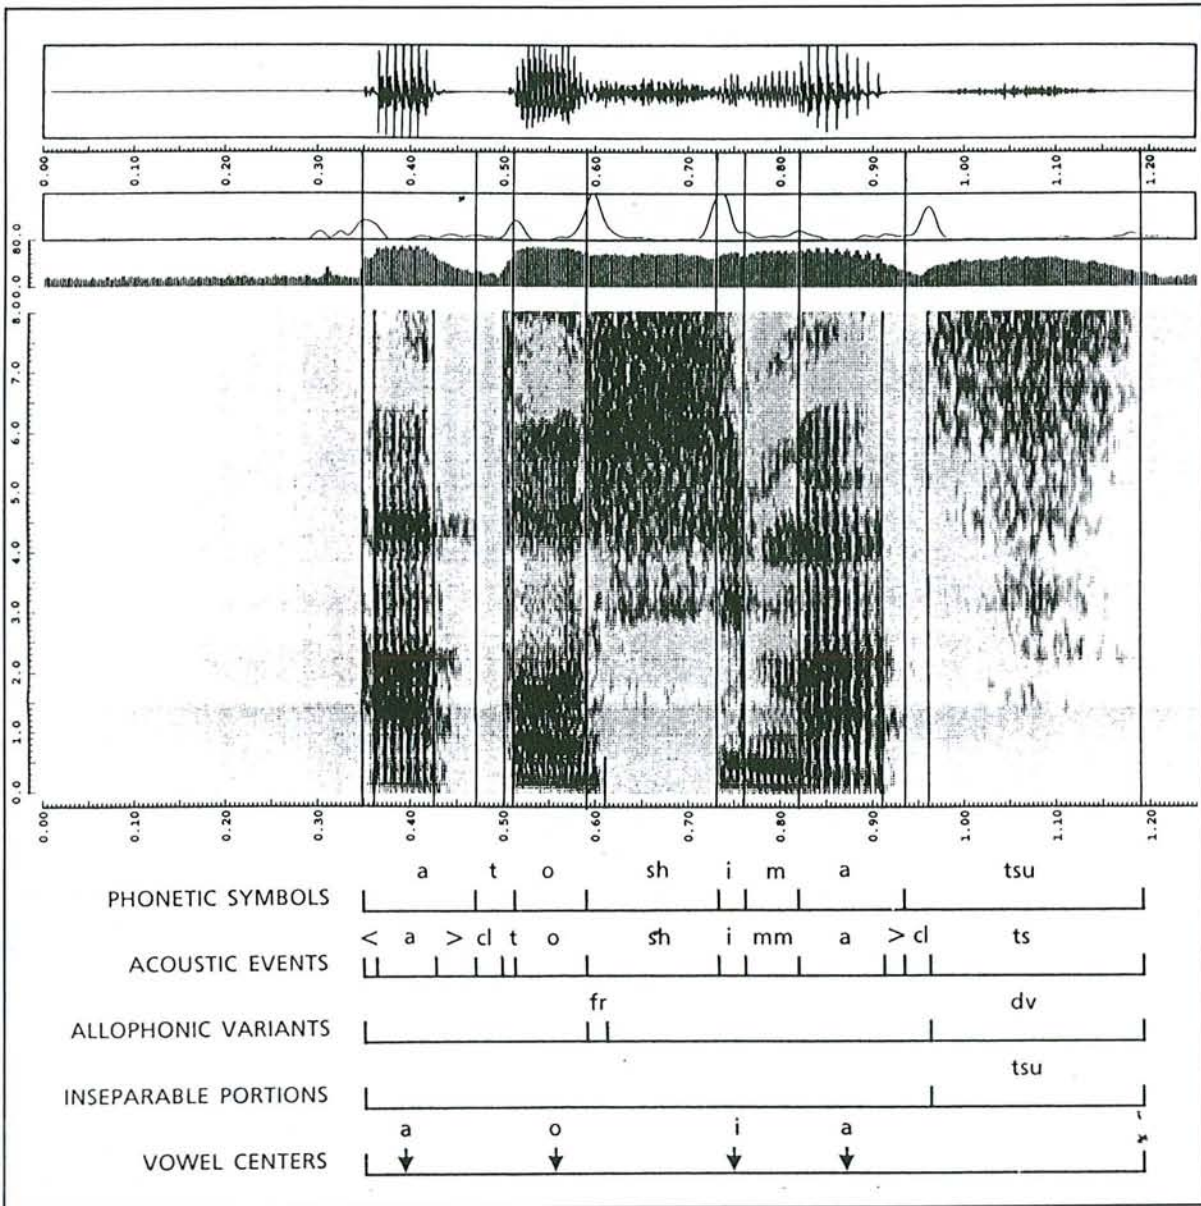 0.00 0.10 0.20 0.30 0.40 0.50 0.60 0.70 0.80 0.90 1.00 1.10 1.20
80.0
0.0
8.0
7.0
6.0
5.0
4.0
3.0
2.0
1.0
0.0
0.00 0.10 0.20 0.30 0.40 0.50 0.60 0.70 0.80 0.90 1.00 1.10 1.20
a t o sh i m a tsu
PHONETIC SYMBOLS
< a > cl t o sh i mm a > cl ts
ACOUSTIC EVENTS
fr dv
ALLOPHONIC VARIANTS
tsu
INSEPARABLE PORTIONS
a o i a
VOWEL CENTERS